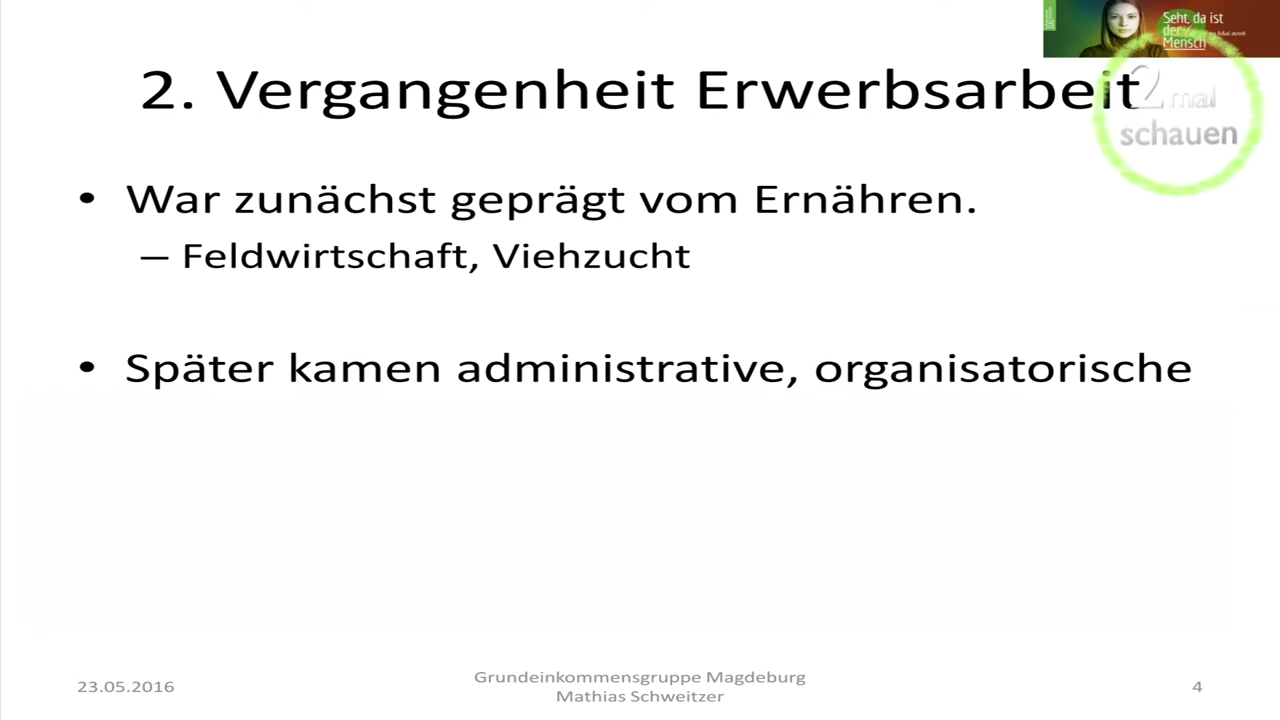 Seht, da ist
der
Mensch
2. Vergangenheit Erwerbsarbeit
2 mal
schauen
• War zunächst geprägt vom Ernähren.
– Feldwirtschaft, Viehzucht
• Später kamen administrative, organisatorische
23.05.2016
Grundeinkommensgruppe Magdeburg
Mathias Schweitzer
4